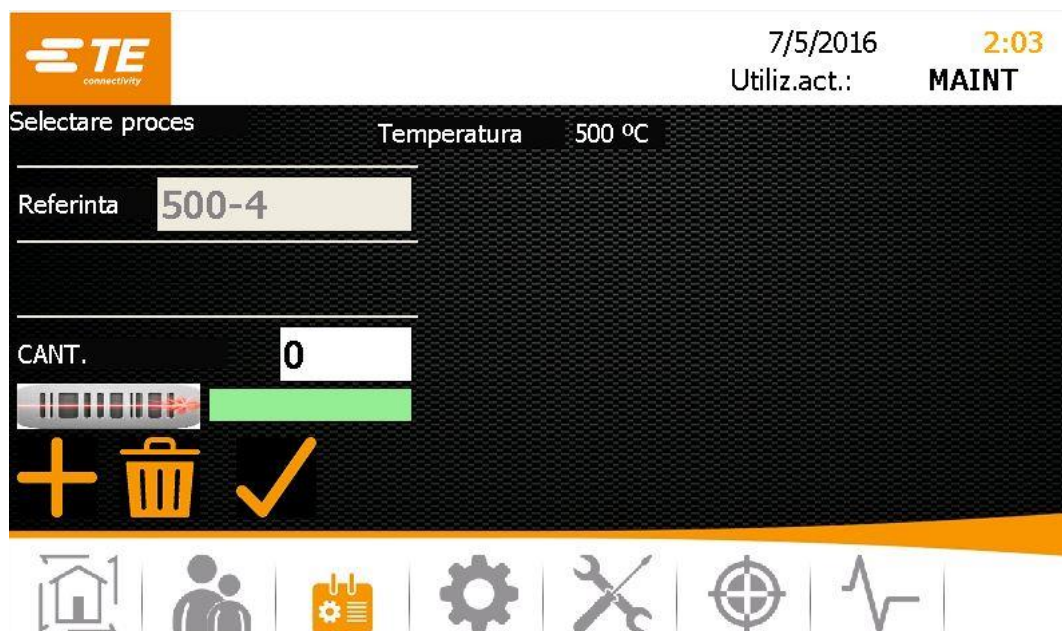 TE
connectivity
7/5/2016 2:03
Utiliz.act.: MAINT
Selectare proces
Temperatura 500 ºC
Referinta 500-4
CANT. 0